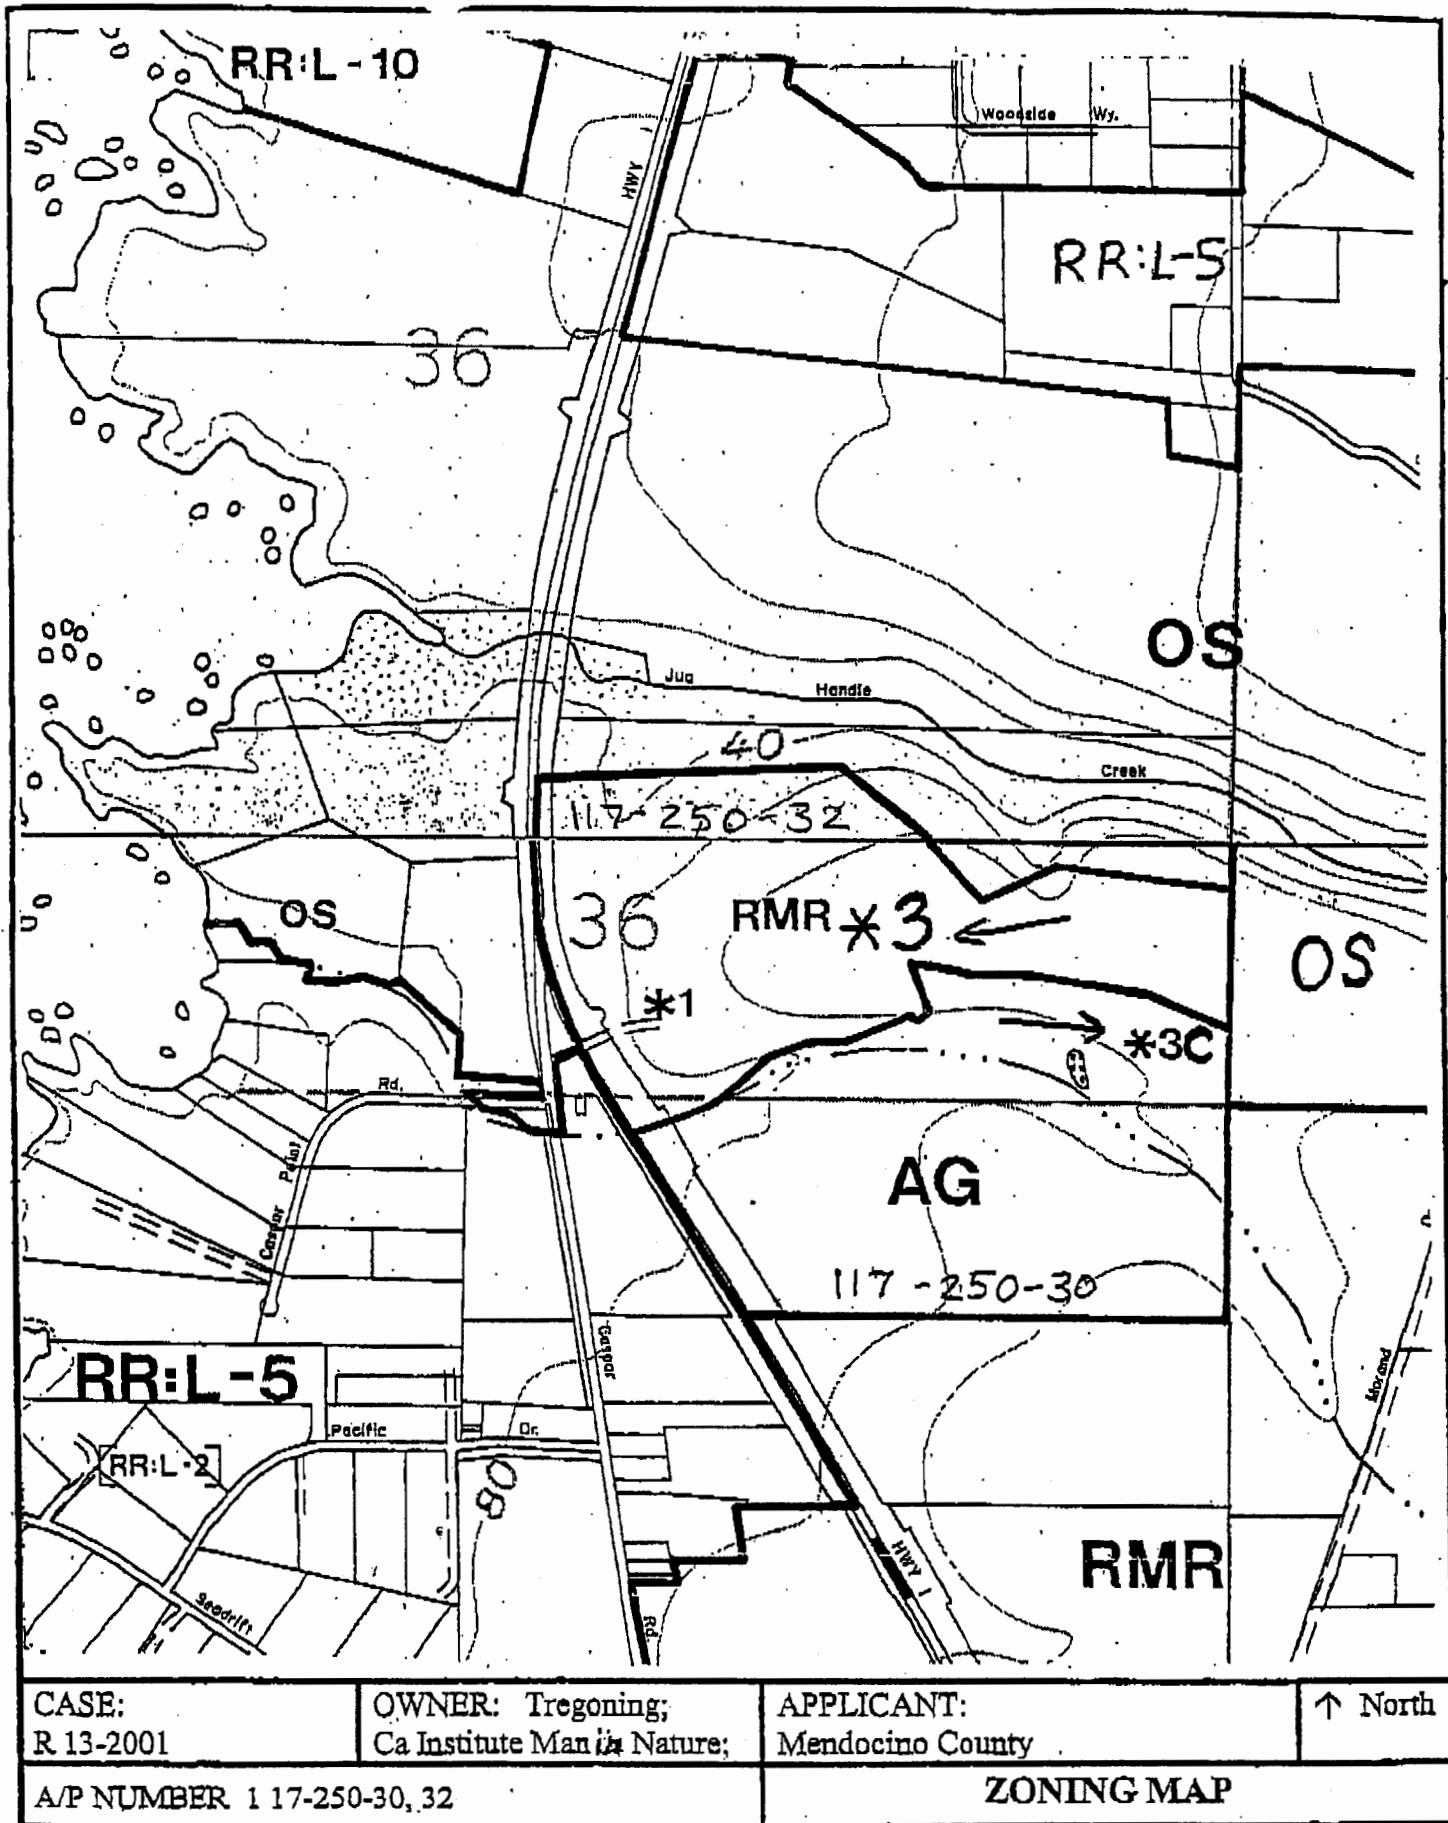 RR:L-10
HWY
Woodside Wy.
RR:L-5
36
OS
Jug Handle
40
Creek
117-250-32
OS
36
RMR *3
OS
*1
*3C
Rd.
Point
Caspar
AG
117-250-30
RR:L-5
Caspar
Morand
Pacific Dr.
[RR:L-2]
80
HWY 1
RMR
Seadrift
Rd.
CASE:
R 13-2001
OWNER: Tregoning;
Ca Institute Man in Nature;
APPLICANT:
Mendocino County
↑ North
A/P NUMBER 1 17-250-30, 32
ZONING MAP